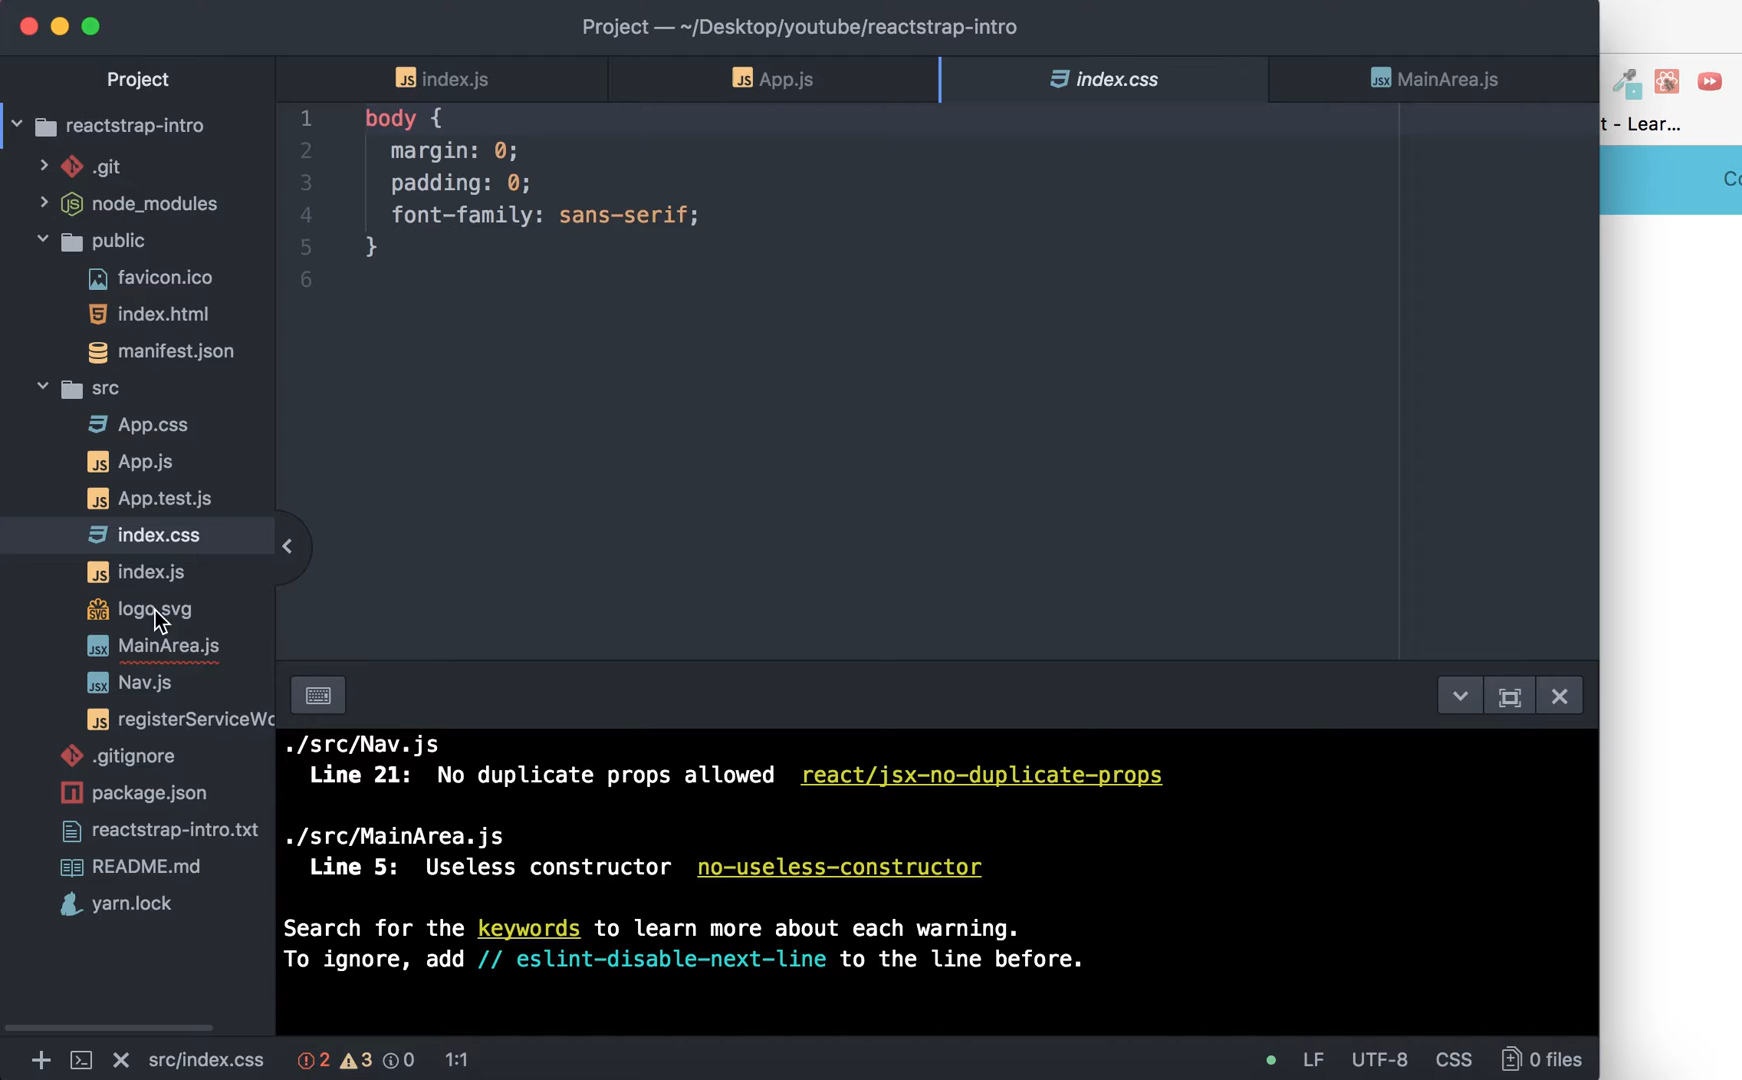 Project — ~/Desktop/youtube/reactstrap-intro
Project
index.js
App.js
index.css
MainArea.js
t - Lear...
reactstrap-intro
.git
node_modules
public
favicon.ico
index.html
manifest.json
src
App.css
App.js
App.test.js
index.css
index.js
logo.svg
MainArea.js
Nav.js
registerServiceWo
.gitignore
package.json
reactstrap-intro.txt
README.md
yarn.lock
1 body {
2 margin: 0;
3 padding: 0;
4 font-family: sans-serif;
5 }
6
Co
./src/Nav.js
Line 21: No duplicate props allowed react/jsx-no-duplicate-props
./src/MainArea.js
Line 5: Useless constructor no-useless-constructor
Search for the keywords to learn more about each warning.
To ignore, add // eslint-disable-next-line to the line before.
src/index.css 2 3 0 1:1 LF UTF-8 CSS 0 files